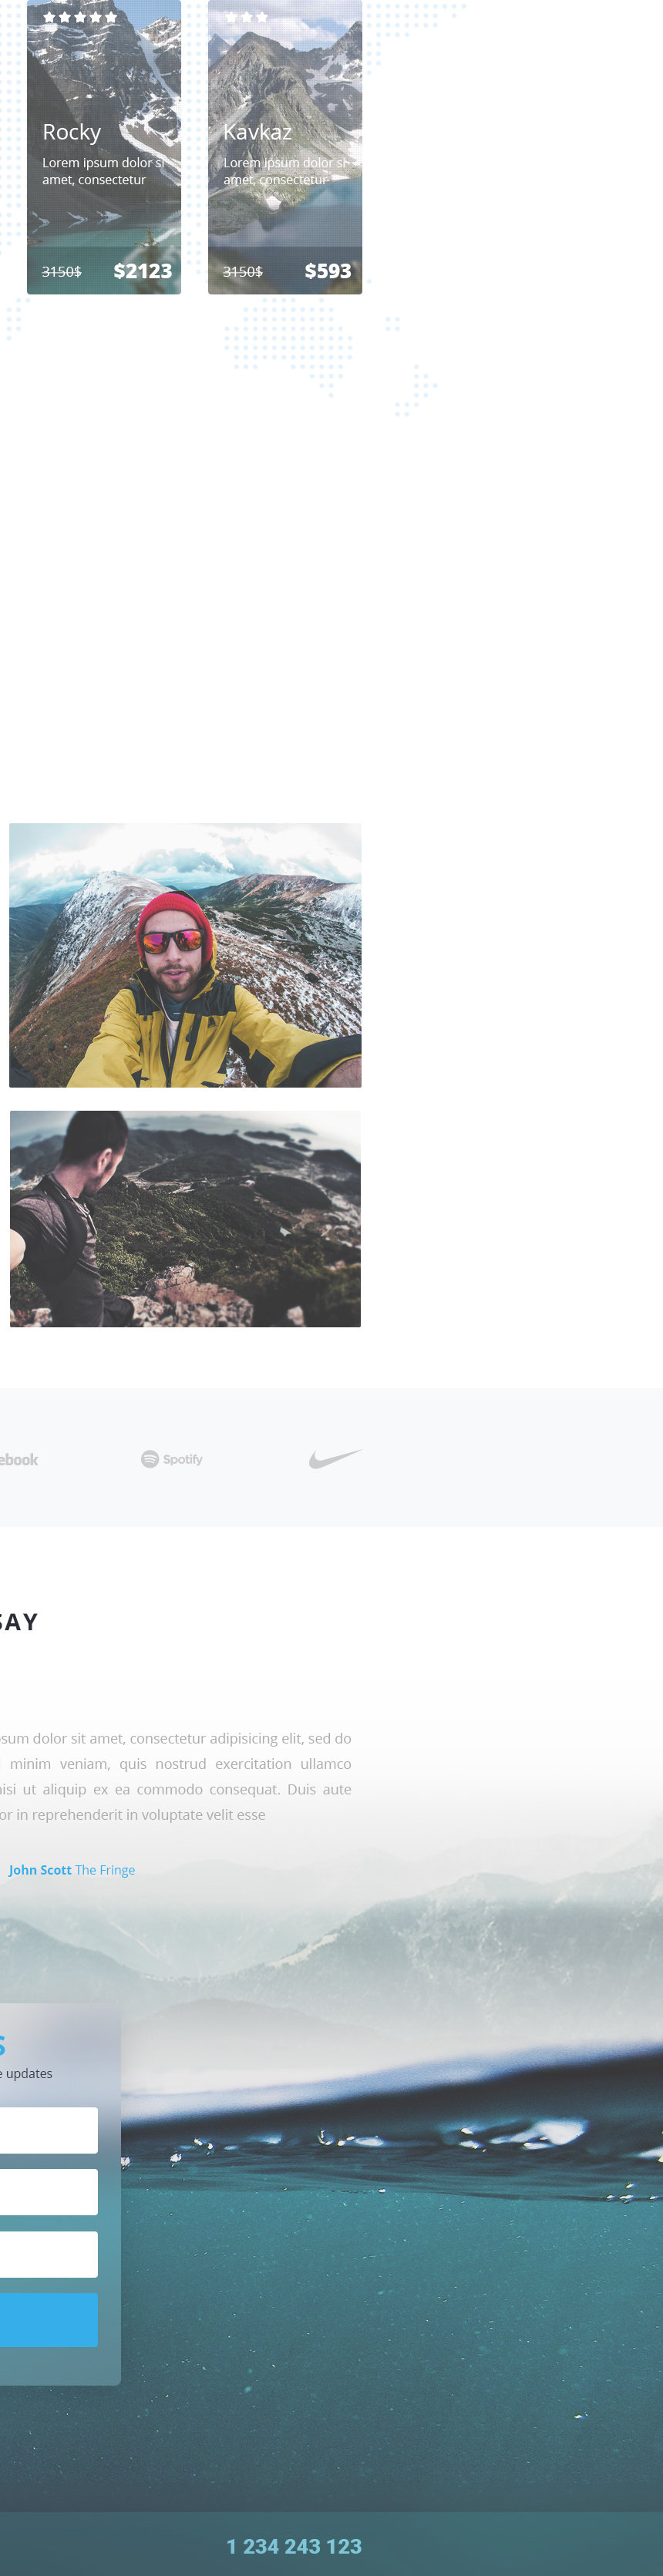 Rocky
Lorem ipsum dolor si
amet, consectetur
3150$ $2123
Kavkaz
Lorem ipsum dolor si
amet, consectetur
3150$ $593
ebook
Spotify
SAY
sum dolor sit amet, consectetur adipisicing elit, sed do
minim veniam, quis nostrud exercitation ullamco
nisi ut aliquip ex ea commodo consequat. Duis aute
or in reprehenderit in voluptate velit esse
John Scott The Fringe
S
e updates
1 234 243 123